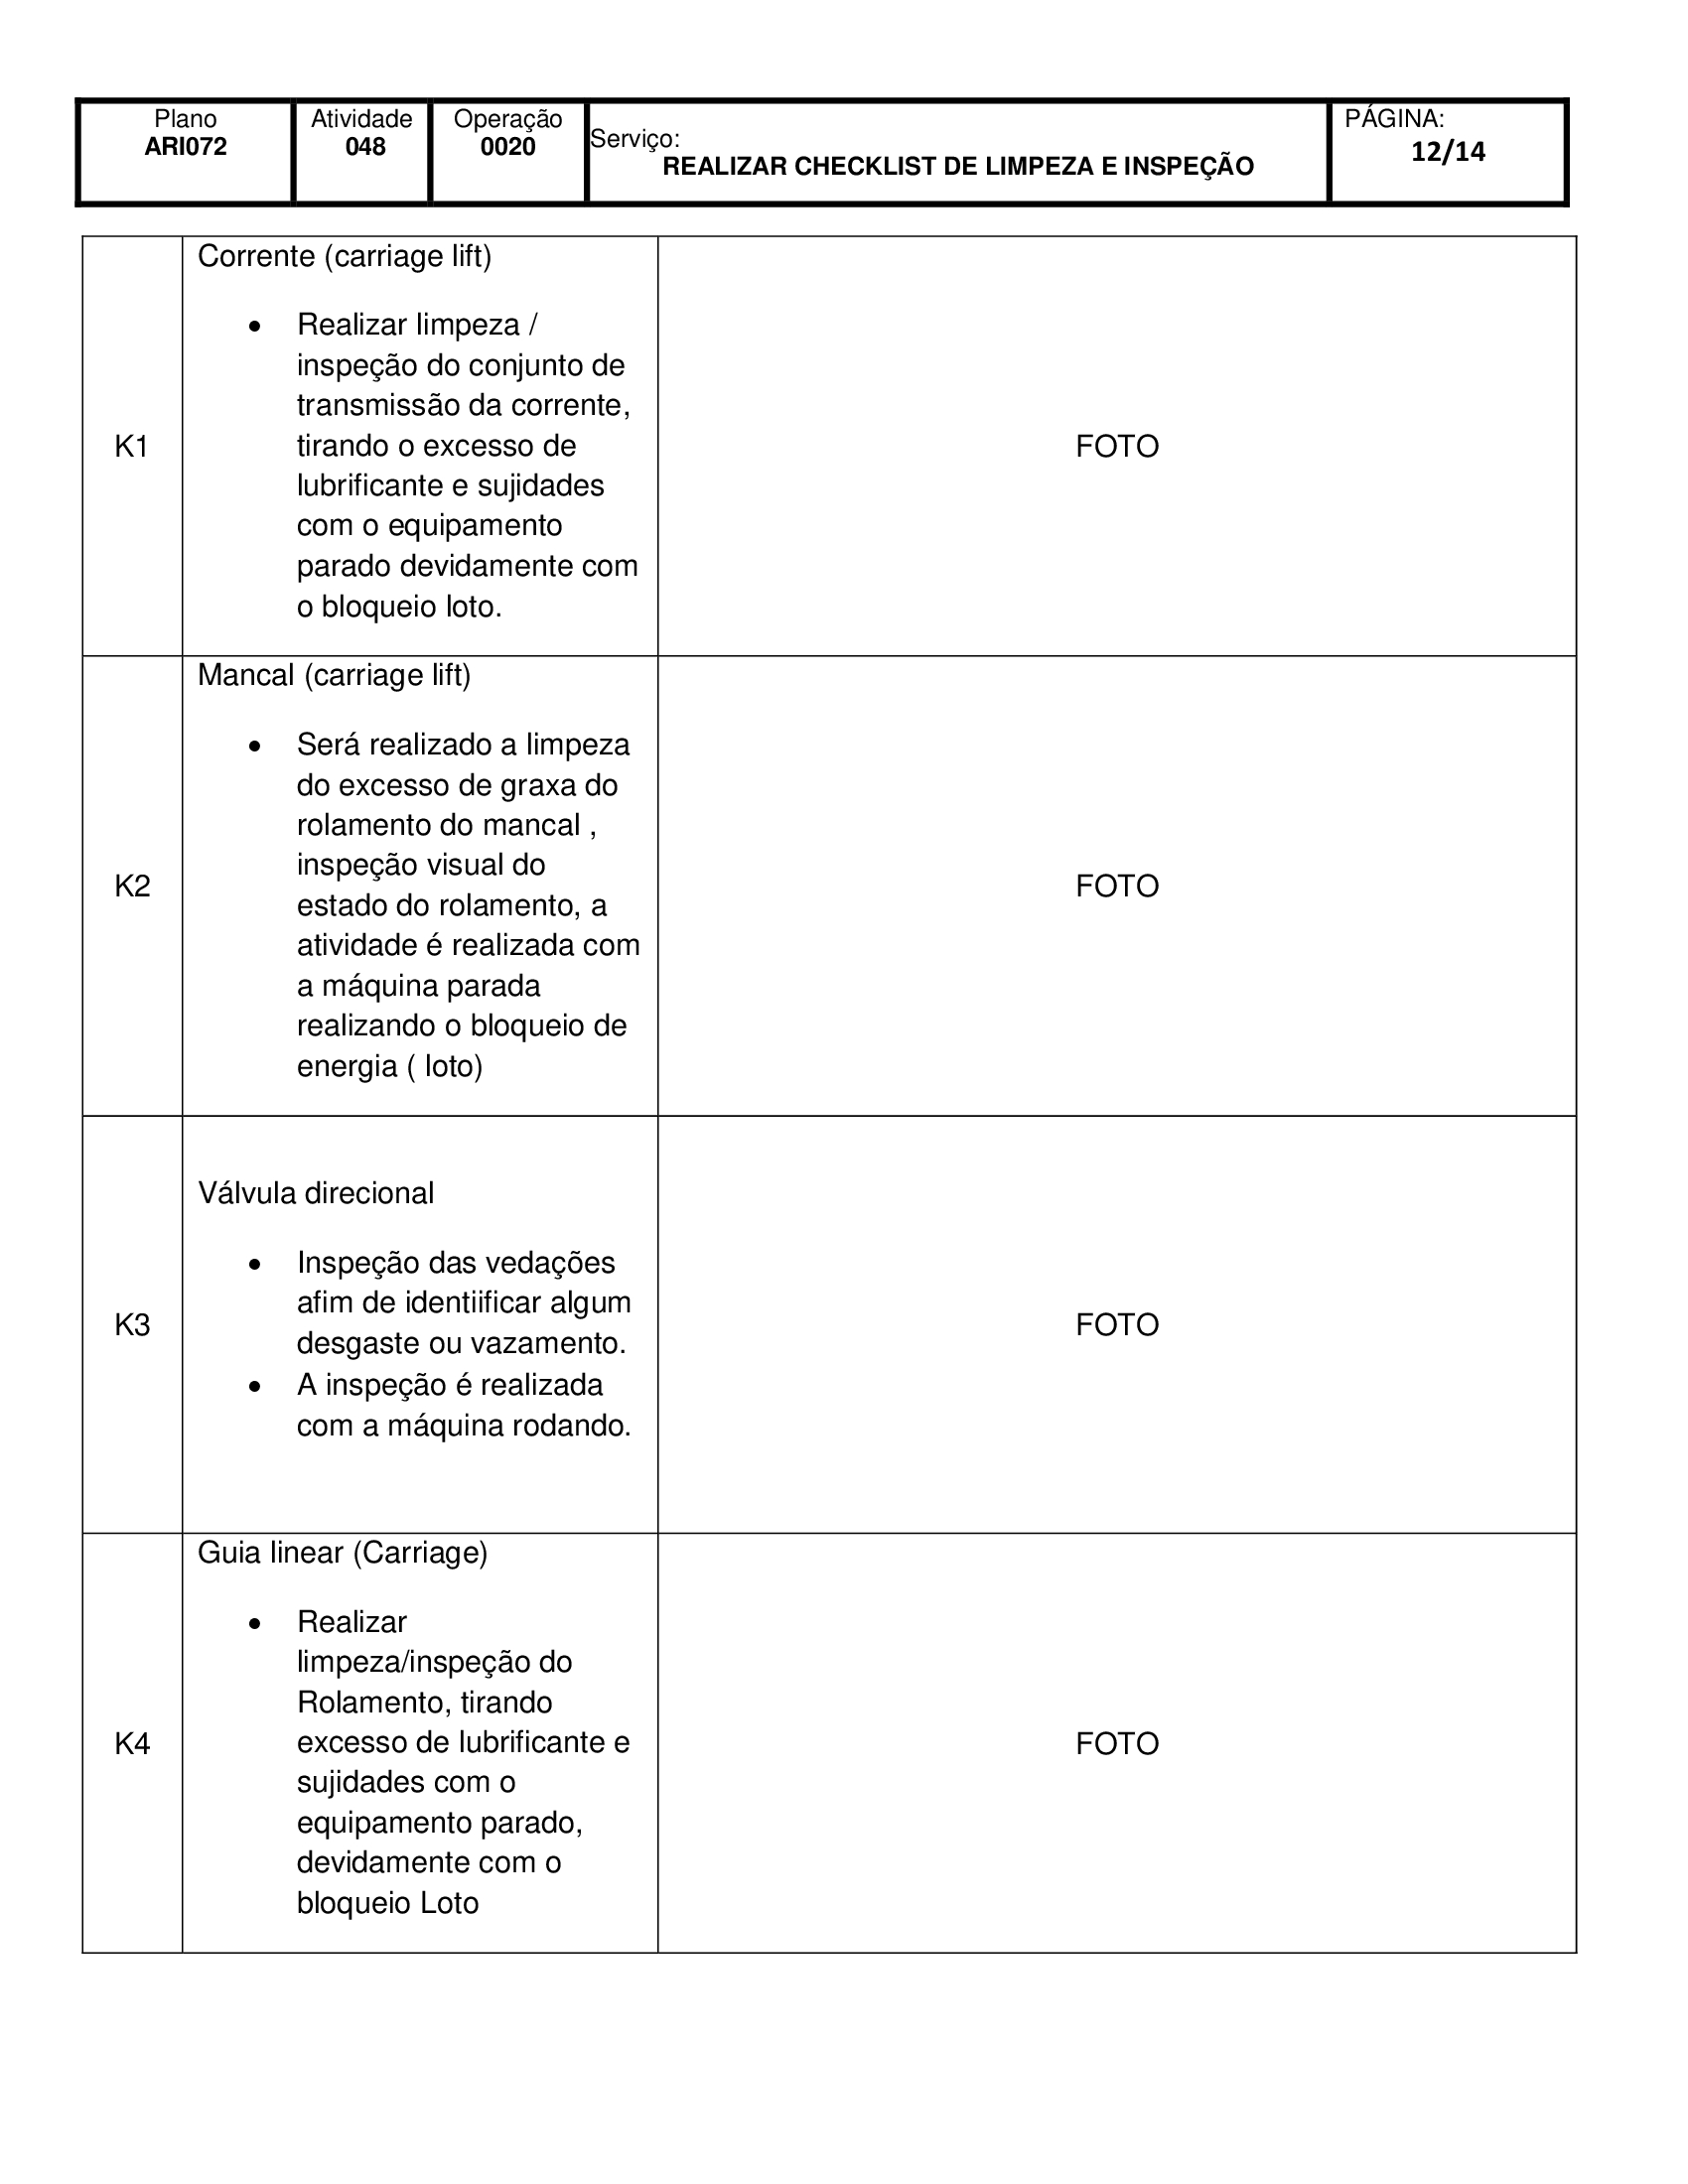 Plano
ARI072
Atividade
048
Operação
0020
Serviço:
REALIZAR CHECKLIST DE LIMPEZA E INSPEÇÃO
PÁGINA:
12/14
K1
Corrente (carriage lift)
• Realizar limpeza /
inspeção do conjunto de
transmissão da corrente,
tirando o excesso de
lubrificante e sujidades
com o equipamento
parado devidamente com
o bloqueio loto.
FOTO
K2
Mancal (carriage lift)
• Será realizado a limpeza
do excesso de graxa do
rolamento do mancal ,
inspeção visual do
estado do rolamento, a
atividade é realizada com
a máquina parada
realizando o bloqueio de
energia ( loto)
FOTO
K3
Válvula direcional
• Inspeção das vedações
afim de identiificar algum
desgaste ou vazamento.
• A inspeção é realizada
com a máquina rodando.
FOTO
K4
Guia linear (Carriage)
• Realizar
limpeza/inspeção do
Rolamento, tirando
excesso de lubrificante e
sujidades com o
equipamento parado,
devidamente com o
bloqueio Loto
FOTO